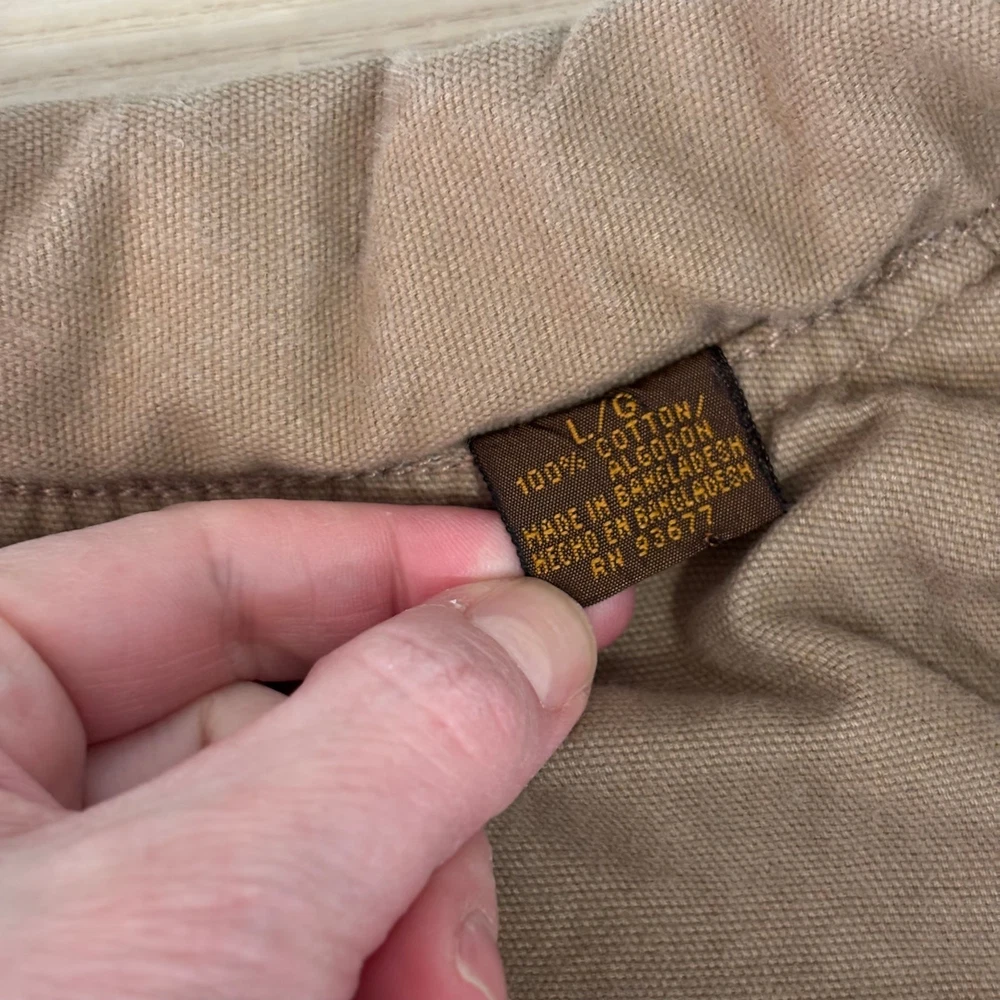 L/G
100% COTTON/
ALGODON
MADE IN BANGLADESH
HECHO EN BANGLADESH
RN 93677